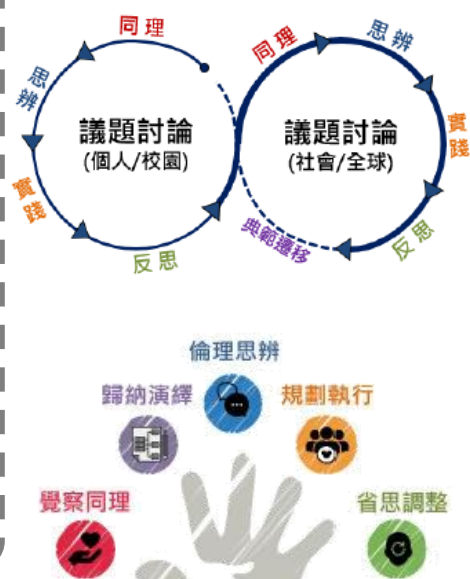 同理
思辨
實踐
反思
議題討論
(個人/校園)
同理
思辨
實踐
反思
典範遷移
議題討論
(社會/全球)
倫理思辨
歸納演繹
規劃執行
覺察同理
省思調整